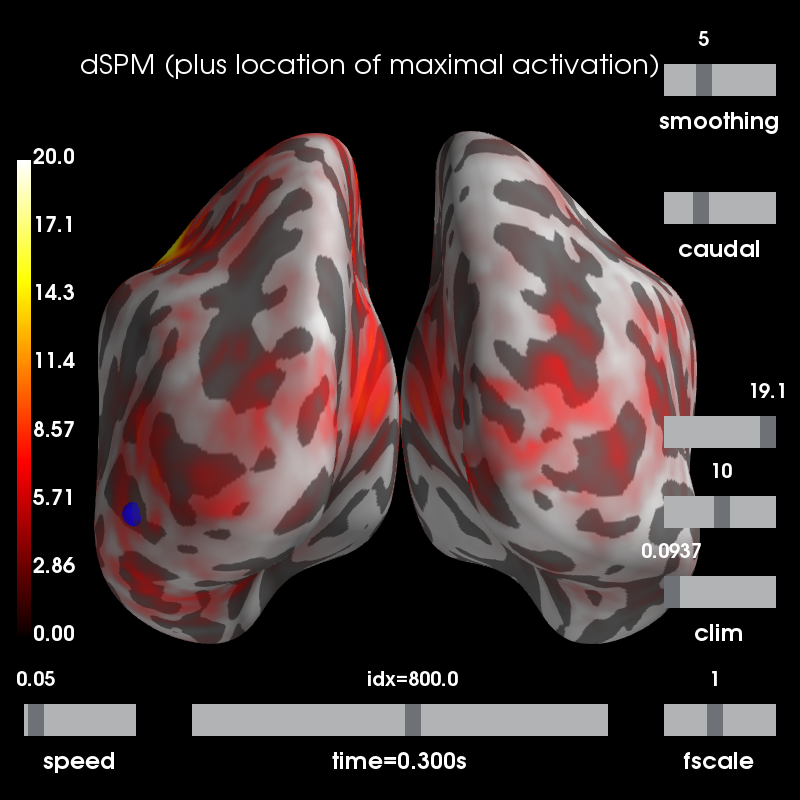 5
dSPM (plus location of maximal activation)
smoothing
20.0
17.1
caudal
14.3
11.4
19.1
8.57
10
5.71
0.0937
2.86
0.00
clim
0.05
idx=800.0
1
speed
time=0.300s
fscale